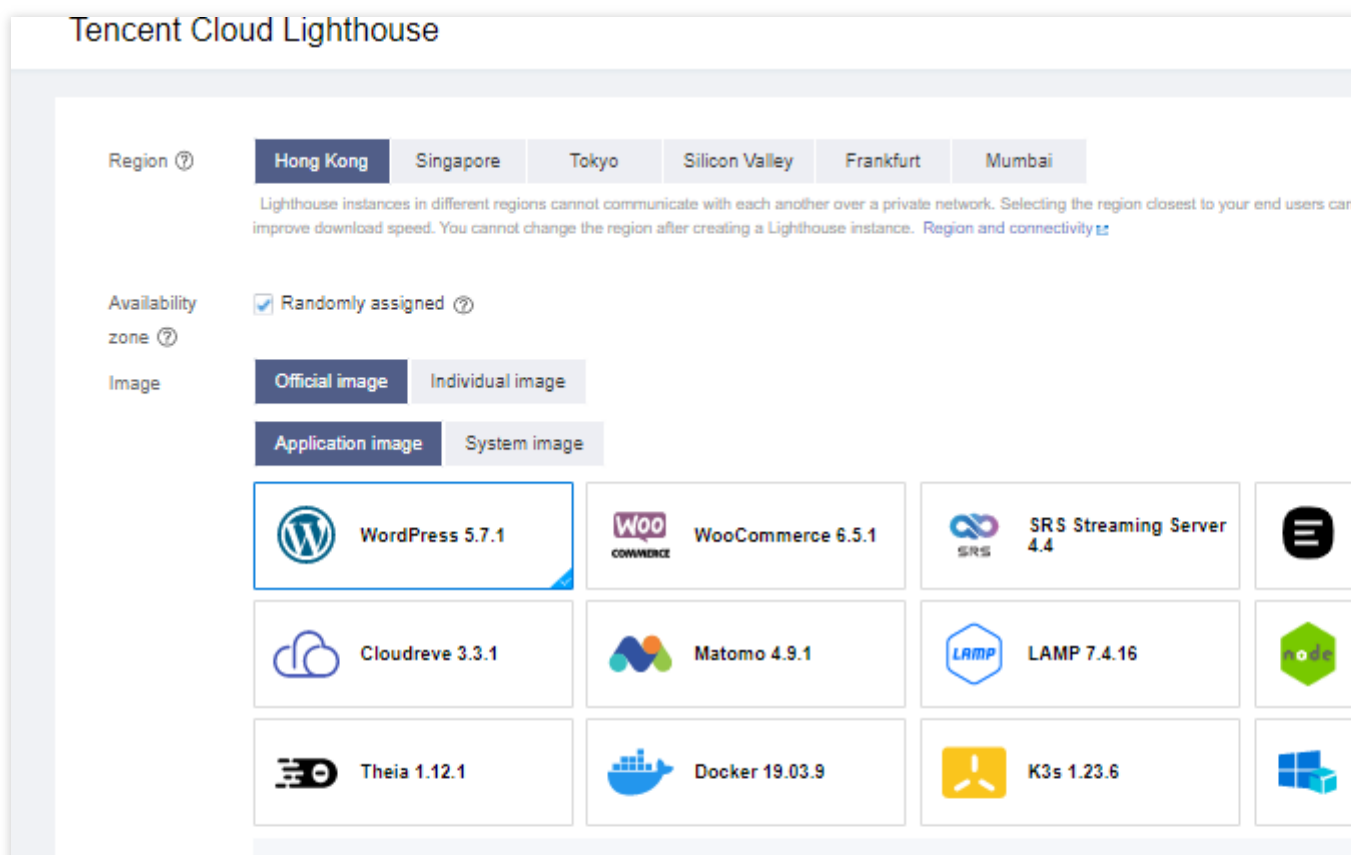 Tencent Cloud Lighthouse
Region
Hong Kong Singapore Tokyo Silicon Valley Frankfurt Mumbai
Lighthouse instances in different regions cannot communicate with each another over a private network. Selecting the region closest to your end users can
improve download speed. You cannot change the region after creating a Lighthouse instance. Region and connectivity
Availability
zone
Randomly assigned
Image
Official image Individual image
Application image System image
WordPress 5.7.1
WOO COMMERCE
WooCommerce 6.5.1
SRS
SRS Streaming Server
4.4
Cloudreve 3.3.1
Matomo 4.9.1
LAMP
LAMP 7.4.16
node
Theia 1.12.1
Docker 19.03.9
K3s 1.23.6